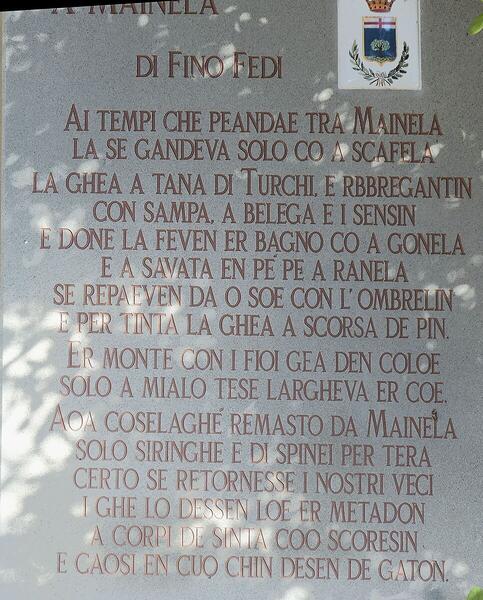 A MAINELA
DI FINO FEDI
AI TEMPI CHE PEANDAE TRA MAINELA
LA SE GANDEVA SOLO CO A SCAFELA
LA GHEA A TANA DI TURCHI, E RBBREGANTIN
CON SAMPA, A BELEGA E I SENSIN
E DONE LA FEVEN ER BAGNO CO A GONELA
E A SAVATA EN PÈ PE A RANELA
SE REPAEVEN DA O SOE CON L' OMBRELIN
E PER TINTA LA GHEA A SCORSA DE PIN.
ER MONTE CON I FIOI GEA DEN COLOE
SOLO A MIALO TESE LARGHEVA ER COE.
AOA COSELAGHÈ REMASTO DA MAINELA
SOLO SIRINGHE E DI SPINEI PER TERA
CERTO SE RETORNESSE I NOSTRI VECI
I GHE LO DESSEN LOE ER METADON
A CORPI DE SINTA COO SCORESIN
E CAOSI EN CUO, CHIN DESEN DE GATON.